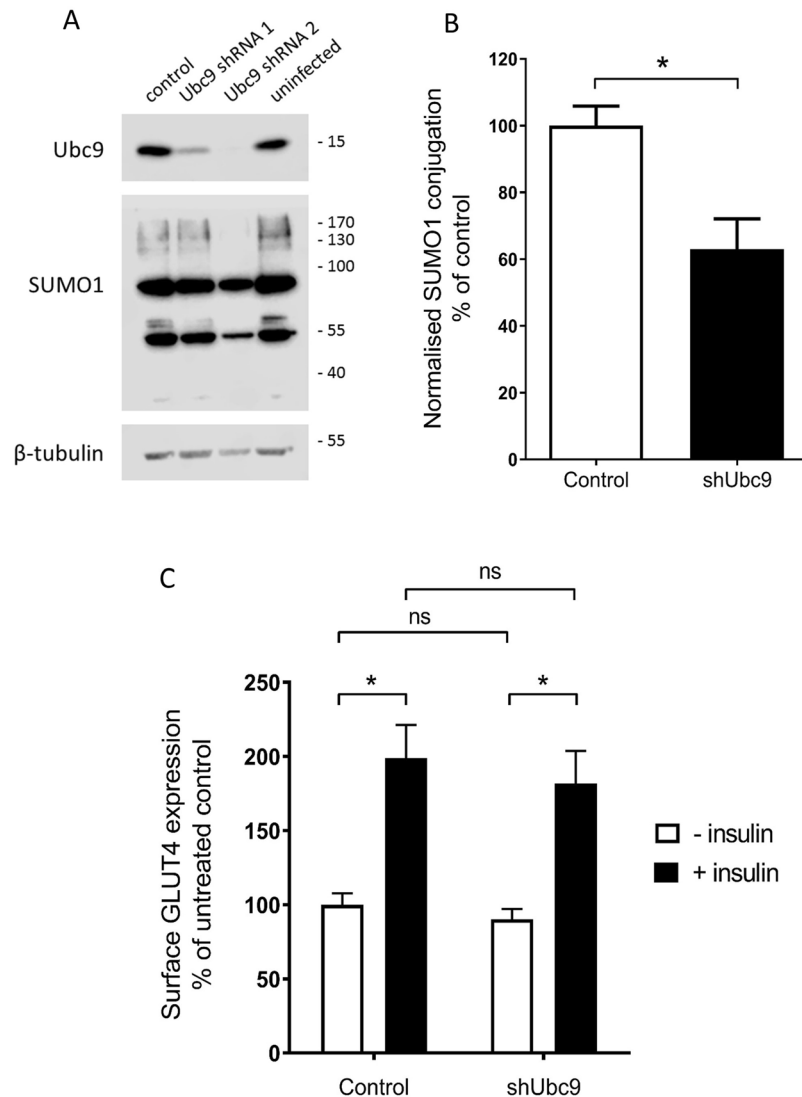 A
control
Ubc9 shRNA 1
Ubc9 shRNA 2
uninfected
Ubc9
- 15
SUMO1
- 170
- 130
- 100
- 55
- 40
β-tubulin
- 55
B
Normalised SUMO1 conjugation
% of control
120
100
80
60
40
20
0
*
Control
shUbc9
C
ns
ns
Surface GLUT4 expression
% of untreated control
250
200
150
100
50
0
*
*
Control
shUbc9
- insulin
+ insulin